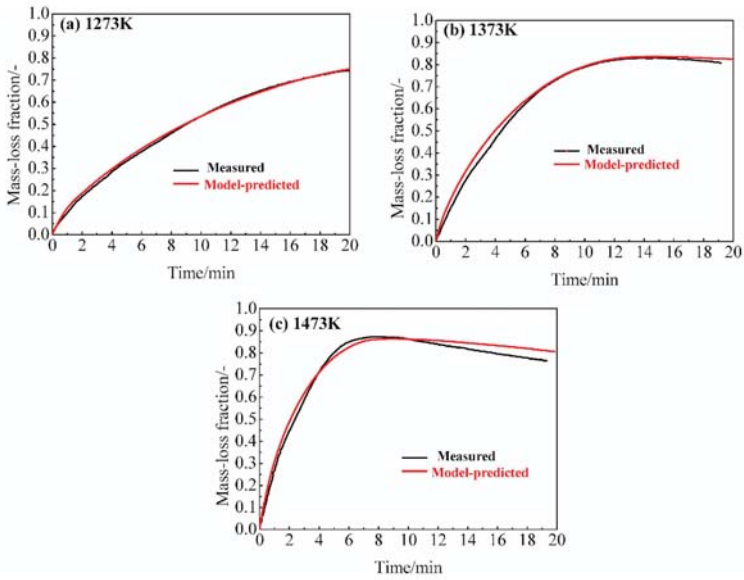 (a) 1273K
Mass-loss fraction/-
1.0
0.9
0.8
0.7
0.6
0.5
0.4
0.3
0.2
0.1
0.0
Measured
Model-predicted
0 2 4 6 8 10 12 14 16 18 20
Time/min
(b) 1373K
Mass-loss fraction/-
1.0
0.9
0.8
0.7
0.6
0.5
0.4
0.3
0.2
0.1
0.0
Measured
Model-predicted
0 2 4 6 8 10 12 14 16 18 20
Time/min
(c) 1473K
Mass-loss fraction/-
1.0
0.9
0.8
0.7
0.6
0.5
0.4
0.3
0.2
0.1
0.0
Measured
Model-predicted
0 2 4 6 8 10 12 14 16 18 20
Time/min